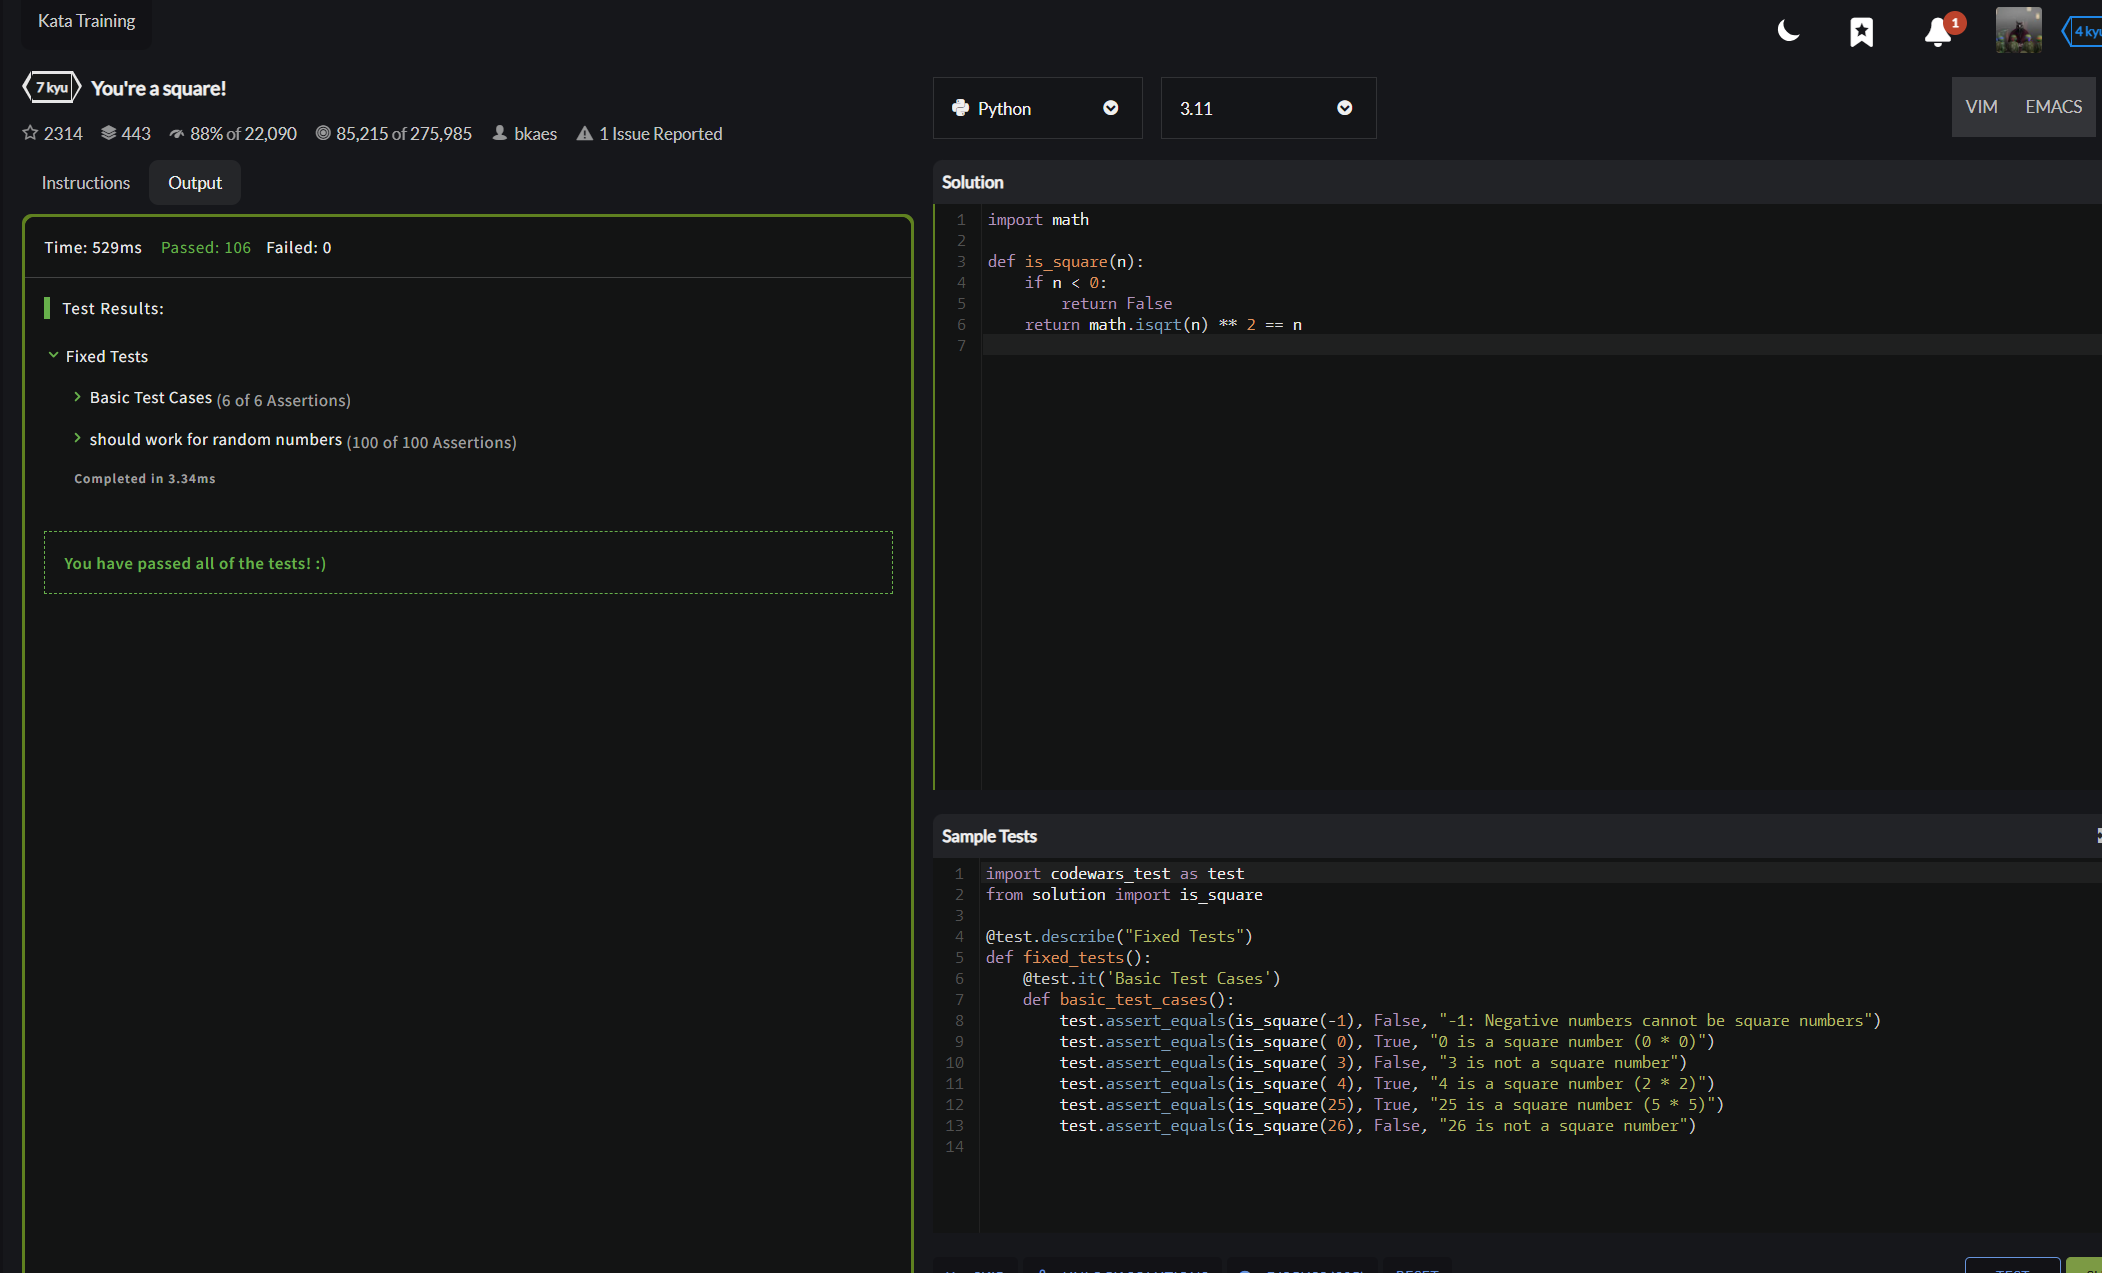 Kata Training
1
4 kyu
7 kyu You're a square!
2314 443 88% of 22,090 85,215 of 275,985 bkaes 1 Issue Reported
Python 3.11 VIM EMACS
Instructions Output
Time: 529ms Passed: 106 Failed: 0
Test Results:
Fixed Tests
Basic Test Cases (6 of 6 Assertions)
should work for random numbers (100 of 100 Assertions)
Completed in 3.34ms
You have passed all of the tests! :)
Solution
1 import math
2
3 def is_square(n):
4     if n < 0:
5         return False
6     return math.isqrt(n) ** 2 == n
7
Sample Tests
1 import codewars_test as test
2 from solution import is_square
3
4 @test.describe("Fixed Tests")
5 def fixed_tests():
6     @test.it('Basic Test Cases')
7     def basic_test_cases():
8         test.assert_equals(is_square(-1), False, "-1: Negative numbers cannot be square numbers")
9         test.assert_equals(is_square( 0), True, "0 is a square number (0 * 0)")
10         test.assert_equals(is_square( 3), False, "3 is not a square number")
11         test.assert_equals(is_square( 4), True, "4 is a square number (2 * 2)")
12         test.assert_equals(is_square(25), True, "25 is a square number (5 * 5)")
13         test.assert_equals(is_square(26), False, "26 is not a square number")
14